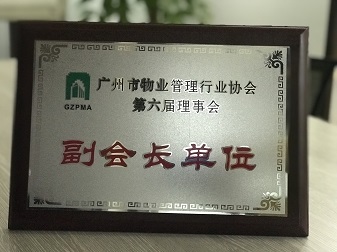 广州市物业管理行业协会
GZPMA
第六届理事会
副会长单位